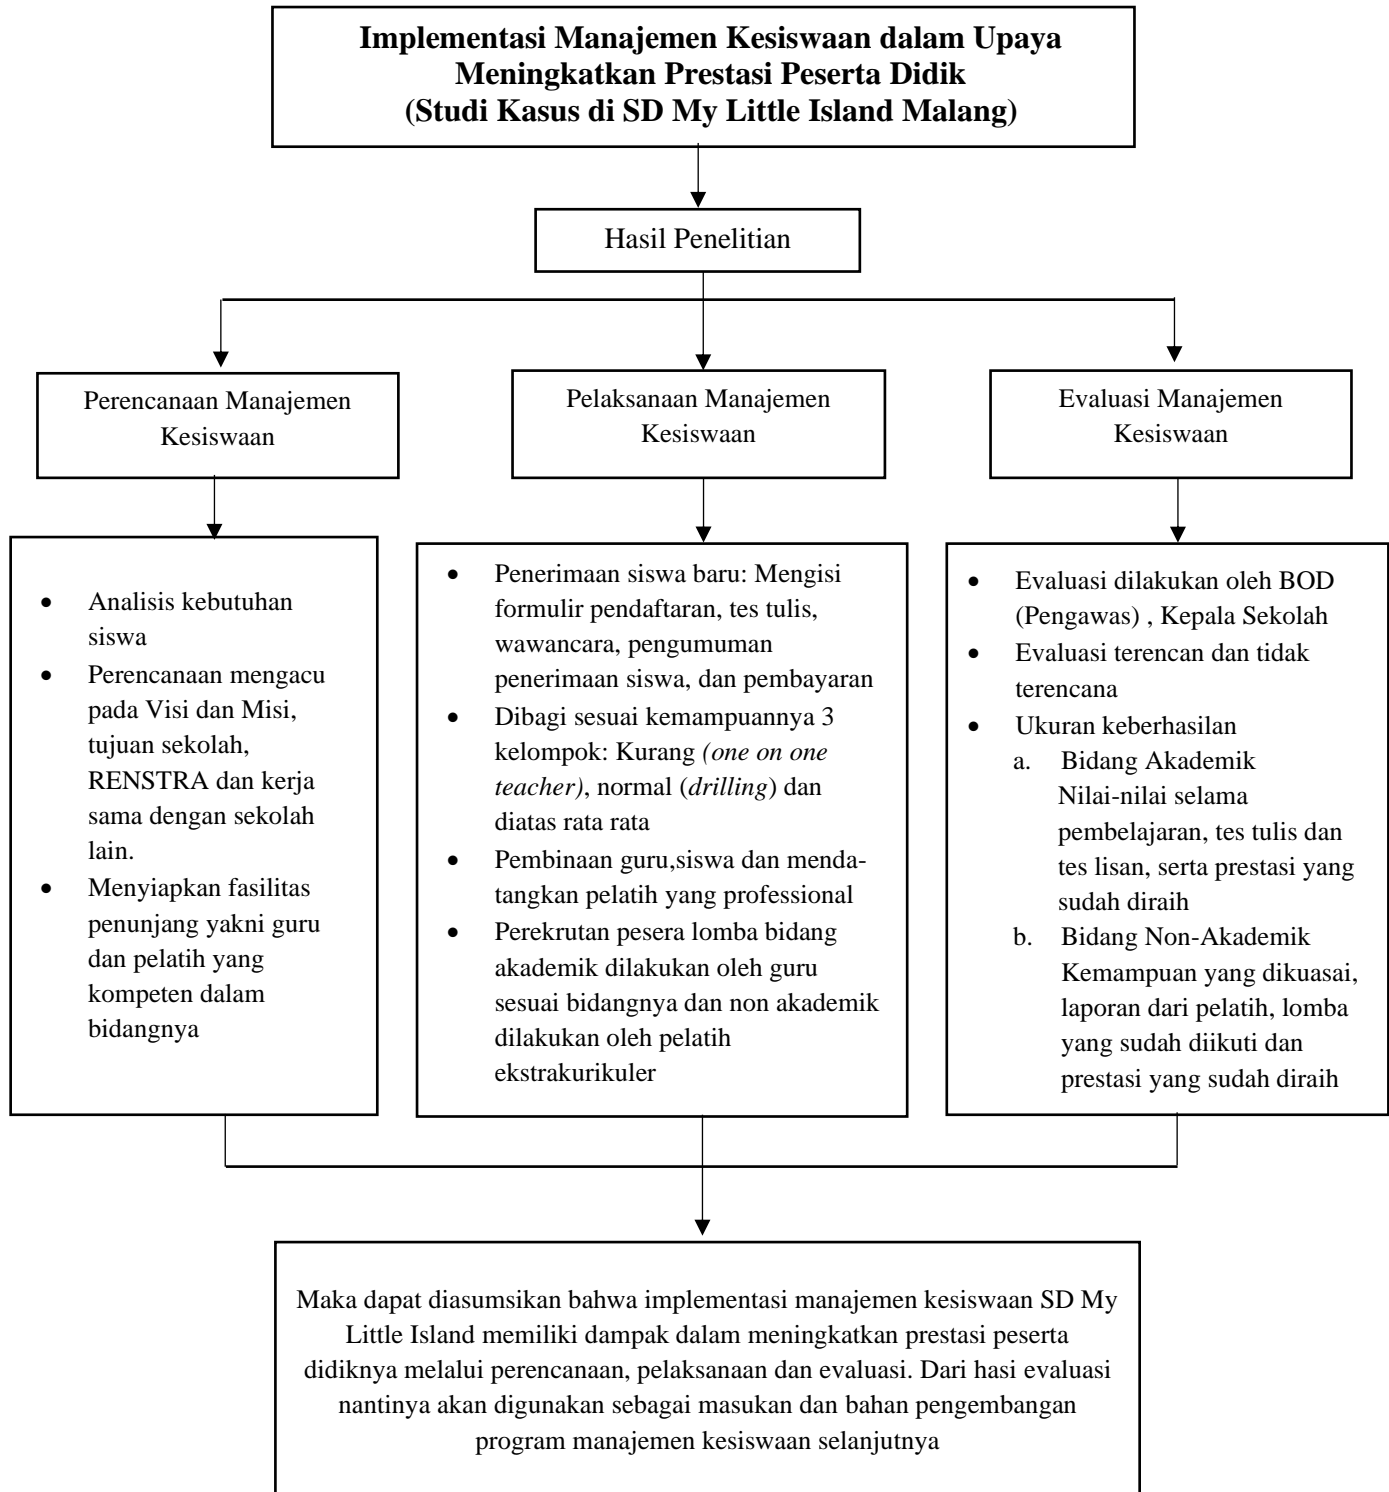 Implementasi Manajemen Kesiswaan dalam Upaya
Meningkatkan Prestasi Peserta Didik
(Studi Kasus di SD My Little Island Malang)
Hasil Penelitian
Perencanaan Manajemen
Kesiswaan
Pelaksanaan Manajemen
Kesiswaan
Evaluasi Manajemen
Kesiswaan
• Analisis kebutuhan
siswa
• Perencanaan mengacu
pada Visi dan Misi,
tujuan sekolah,
RENSTRA dan kerja
sama dengan sekolah
lain.
• Menyiapkan fasilitas
penunjang yakni guru
dan pelatih yang
kompeten dalam
bidangnya
• Penerimaan siswa baru: Mengisi
formulir pendaftaran, tes tulis,
wawancara, pengumuman
penerimaan siswa, dan pembayaran
• Dibagi sesuai kemampuannya 3
kelompok: Kurang (one on one
teacher), normal (drilling) dan
diatas rata rata
• Pembinaan guru,siswa dan menda-
tangkan pelatih yang professional
• Perekrutan pesera lomba bidang
akademik dilakukan oleh guru
sesuai bidangnya dan non akademik
dilakukan oleh pelatih
ekstrakurikuler
• Evaluasi dilakukan oleh BOD
(Pengawas) , Kepala Sekolah
• Evaluasi terencan dan tidak
terencana
• Ukuran keberhasilan
a. Bidang Akademik
Nilai-nilai selama
pembelajaran, tes tulis dan
tes lisan, serta prestasi yang
sudah diraih
b. Bidang Non-Akademik
Kemampuan yang dikuasai,
laporan dari pelatih, lomba
yang sudah diikuti dan
prestasi yang sudah diraih
Maka dapat diasumsikan bahwa implementasi manajemen kesiswaan SD My
Little Island memiliki dampak dalam meningkatkan prestasi peserta
didiknya melalui perencanaan, pelaksanaan dan evaluasi. Dari hasi evaluasi
nantinya akan digunakan sebagai masukan dan bahan pengembangan
program manajemen kesiswaan selanjutnya